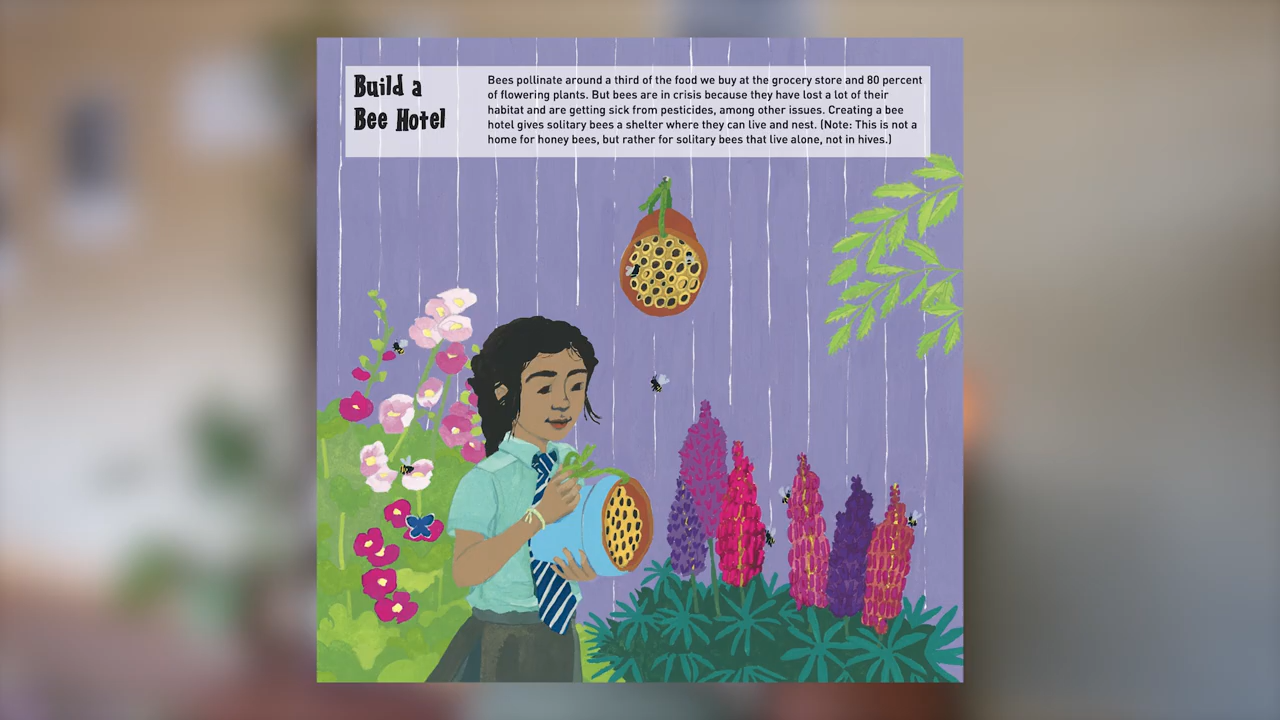 Build a
Bee Hotel
Bees pollinate around a third of the food we buy at the grocery store and 80 percent
of flowering plants. But bees are in crisis because they have lost a lot of their
habitat and are getting sick from pesticides, among other issues. Creating a bee
hotel gives solitary bees a shelter where they can live and nest. (Note: This is not a
home for honey bees, but rather for solitary bees that live alone, not in hives.)